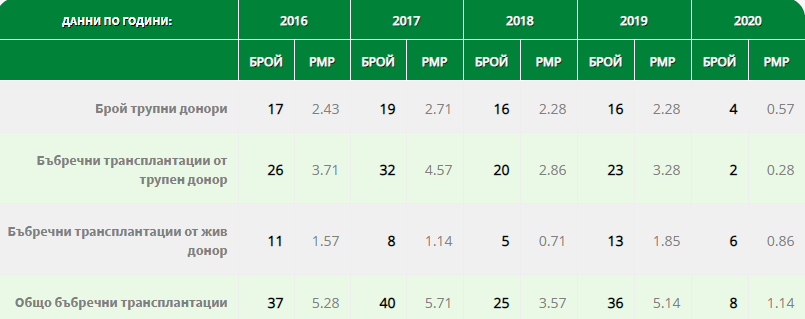 ДАННИ ПО ГОДИНИ: 2016 2017 2018 2019 2020
БРОЙ PMP БРОЙ PMP БРОЙ PMP БРОЙ PMP БРОЙ PMP
Брой трупни донори 17 2.43 19 2.71 16 2.28 16 2.28 4 0.57
Бъбречни трансплантации от
трупен донор 26 3.71 32 4.57 20 2.86 23 3.28 2 0.28
Бъбречни трансплантации от жив
донор 11 1.57 8 1.14 5 0.71 13 1.85 6 0.86
Общо бъбречни трансплантации 37 5.28 40 5.71 25 3.57 36 5.14 8 1.14